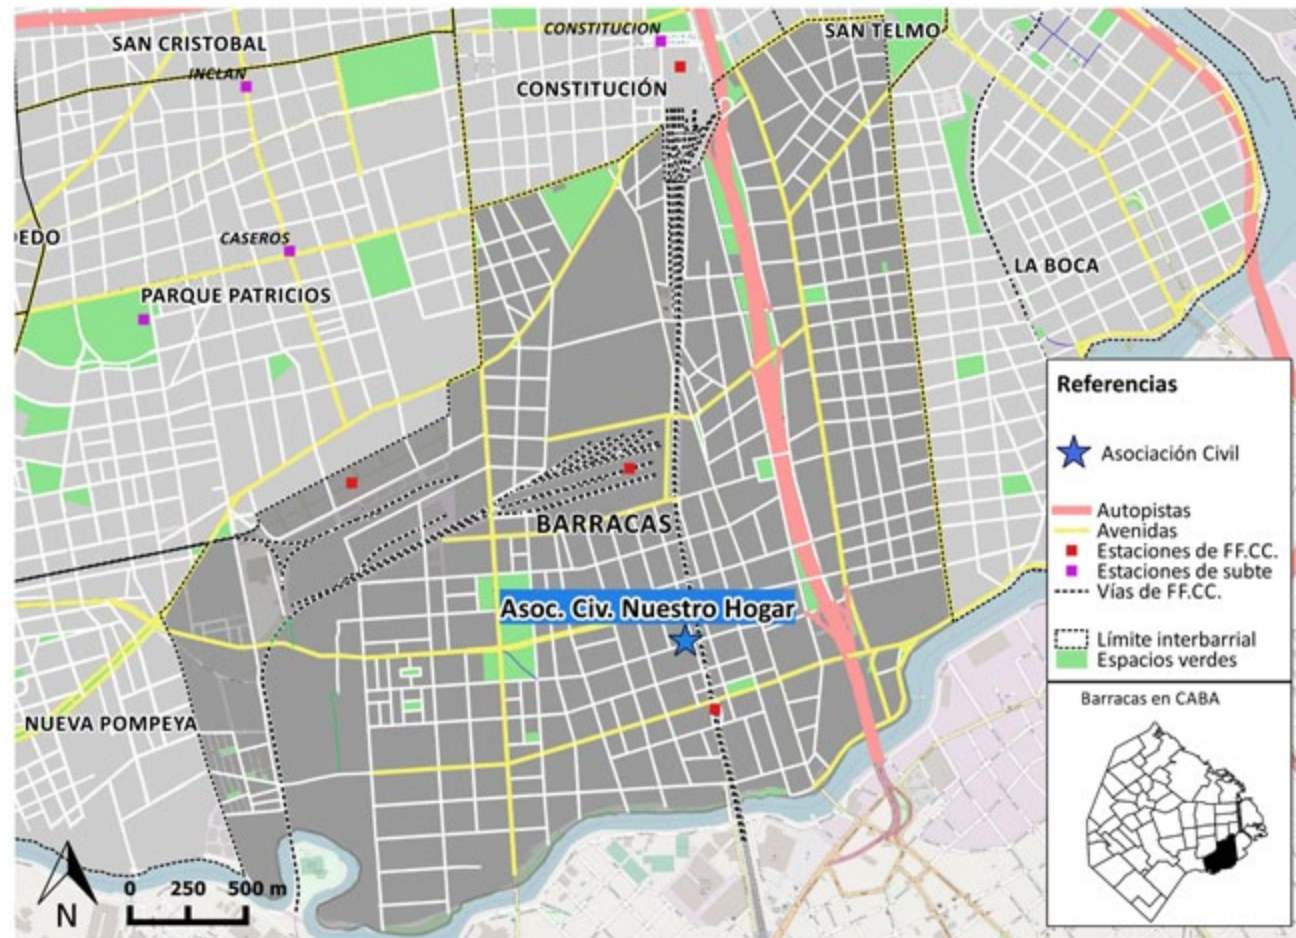 CONSTITUCION
SAN TELMO
SAN CRISTOBAL
INCLAN
CONSTITUCIÓN
EDO
CASEROS
LA BOCA
PARQUE PATRICIOS
BARRACAS
Asoc. Civ. Nuestro Hogar
NUEVA POMPEYA
N
0 250 500 m
Referencias
Asociación Civil
Autopistas
Avenidas
Estaciones de FF.CC.
Estaciones de subte
Vías de FF.CC.
Límite interbarrial
Espacios verdes
Barracas en CABA